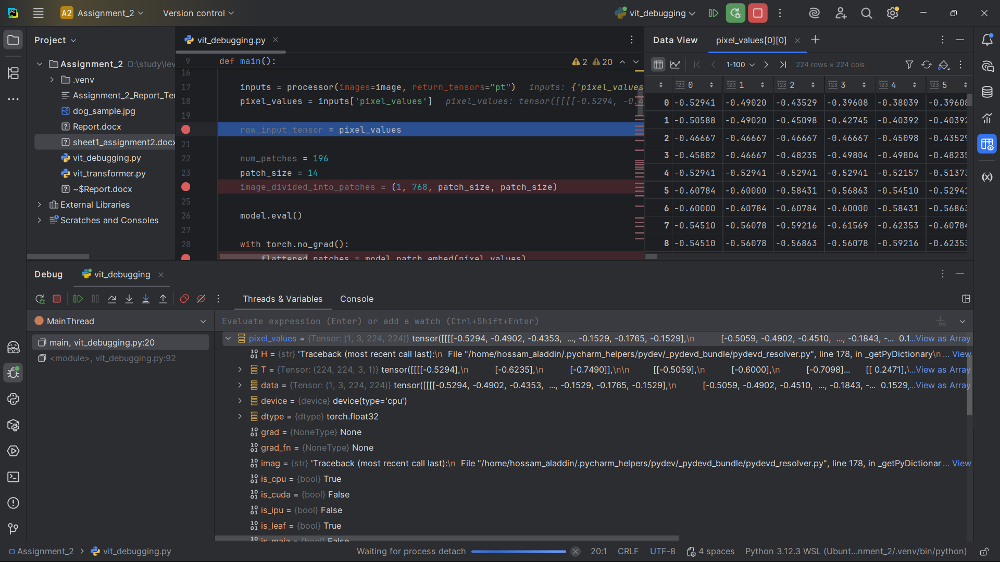 A2 Assignment_2 Version control vit_debugging
Project
Assignment_2 D:\study\lev
.venv
Assignment_2_Report_Te
dog_sample.jpg
Report.docx
sheet1_assignment2.docx
vit_debugging.py
vit_transformer.py
~$Report.docx
External Libraries
Scratches and Consoles
vit_debugging.py
9 def main():
2 20
16
17 inputs = processor(images=image, return_tensors="pt") inputs: {'pixel_values
18 pixel_values = inputs['pixel_values'] pixel_values: tensor([[[[-0.5294, -0.4
19
raw_input_tensor = pixel_values
21
22 num_patches = 196
23 patch_size = 14
image_divided_into_patches = (1, 768, patch_size, patch_size)
25
26 model.eval()
27
28 with torch.no_grad():
flattened_patches = model.patch_embed(pixel_values)
Data View pixel_values[0][0]
1-100 224 rows × 224 cols
123 0 123 1 123 2 123 3 123 4 123 5
0 -0.52941 -0.49020 -0.43529 -0.39608 -0.38039 -0.39608
1 -0.50588 -0.49020 -0.45098 -0.42745 -0.40392 -0.40392
2 -0.46667 -0.46667 -0.46667 -0.46667 -0.45098 -0.43529
3 -0.45882 -0.46667 -0.48235 -0.49804 -0.49804 -0.48235
4 -0.52941 -0.52941 -0.52941 -0.52941 -0.52157 -0.51373
5 -0.60784 -0.60000 -0.58431 -0.56863 -0.54510 -0.52941
6 -0.60000 -0.60784 -0.60784 -0.60000 -0.58431 -0.56863
7 -0.54510 -0.56078 -0.59216 -0.61569 -0.62353 -0.60784
8 -0.54510 -0.56078 -0.56863 -0.56078 -0.59216 -0.62353
Debug vit_debugging
Threads & Variables Console
MainThread
main, vit_debugging.py:20
<module>, vit_debugging.py:92
Evaluate expression (Enter) or add a watch (Ctrl+Shift+Enter)
pixel_values = {Tensor: (1, 3, 224, 224)} tensor([[[[-0.5294, -0.4902, -0.4353, ..., -0.1529, -0.1765, -0.1529],\n [-0.5059, -0.4902, -0.4510, ..., -0.1843, -... 0.1...View as Array
H = {str} 'Traceback (most recent call last):\n File "/home/hossam_aladdin/.pycharm_helpers/pydev/_pydevd_bundle/pydevd_resolver.py", line 178, in _getPyDictionary\n ... View
T = {Tensor: (224, 224, 3, 1)} tensor([[[[-0.5294],\n [-0.6235],\n [-0.7490]],\n\n [[-0.5059],\n [-0.6000],\n [-0.7098]... [[ 0.2471],\...View as Array
data = {Tensor: (1, 3, 224, 224)} tensor([[[[-0.5294, -0.4902, -0.4353, ..., -0.1529, -0.1765, -0.1529],\n [-0.5059, -0.4902, -0.4510, ..., -0.1843, -... 0.1529,...View as Array
device = {device} device(type='cpu')
dtype = {dtype} torch.float32
grad = {NoneType} None
grad_fn = {NoneType} None
imag = {str} 'Traceback (most recent call last):\n File "/home/hossam_aladdin/.pycharm_helpers/pydev/_pydevd_bundle/pydevd_resolver.py", line 178, in _getPyDictionar... View
is_cpu = {bool} True
is_cuda = {bool} False
is_ipu = {bool} False
is_leaf = {bool} True
is_maia = {bool} False
Assignment_2 > vit_debugging.py Waiting for process detach 20:1 CRLF UTF-8 4 spaces Python 3.12.3 WSL (Ubunt...nment_2/.venv/bin/python)